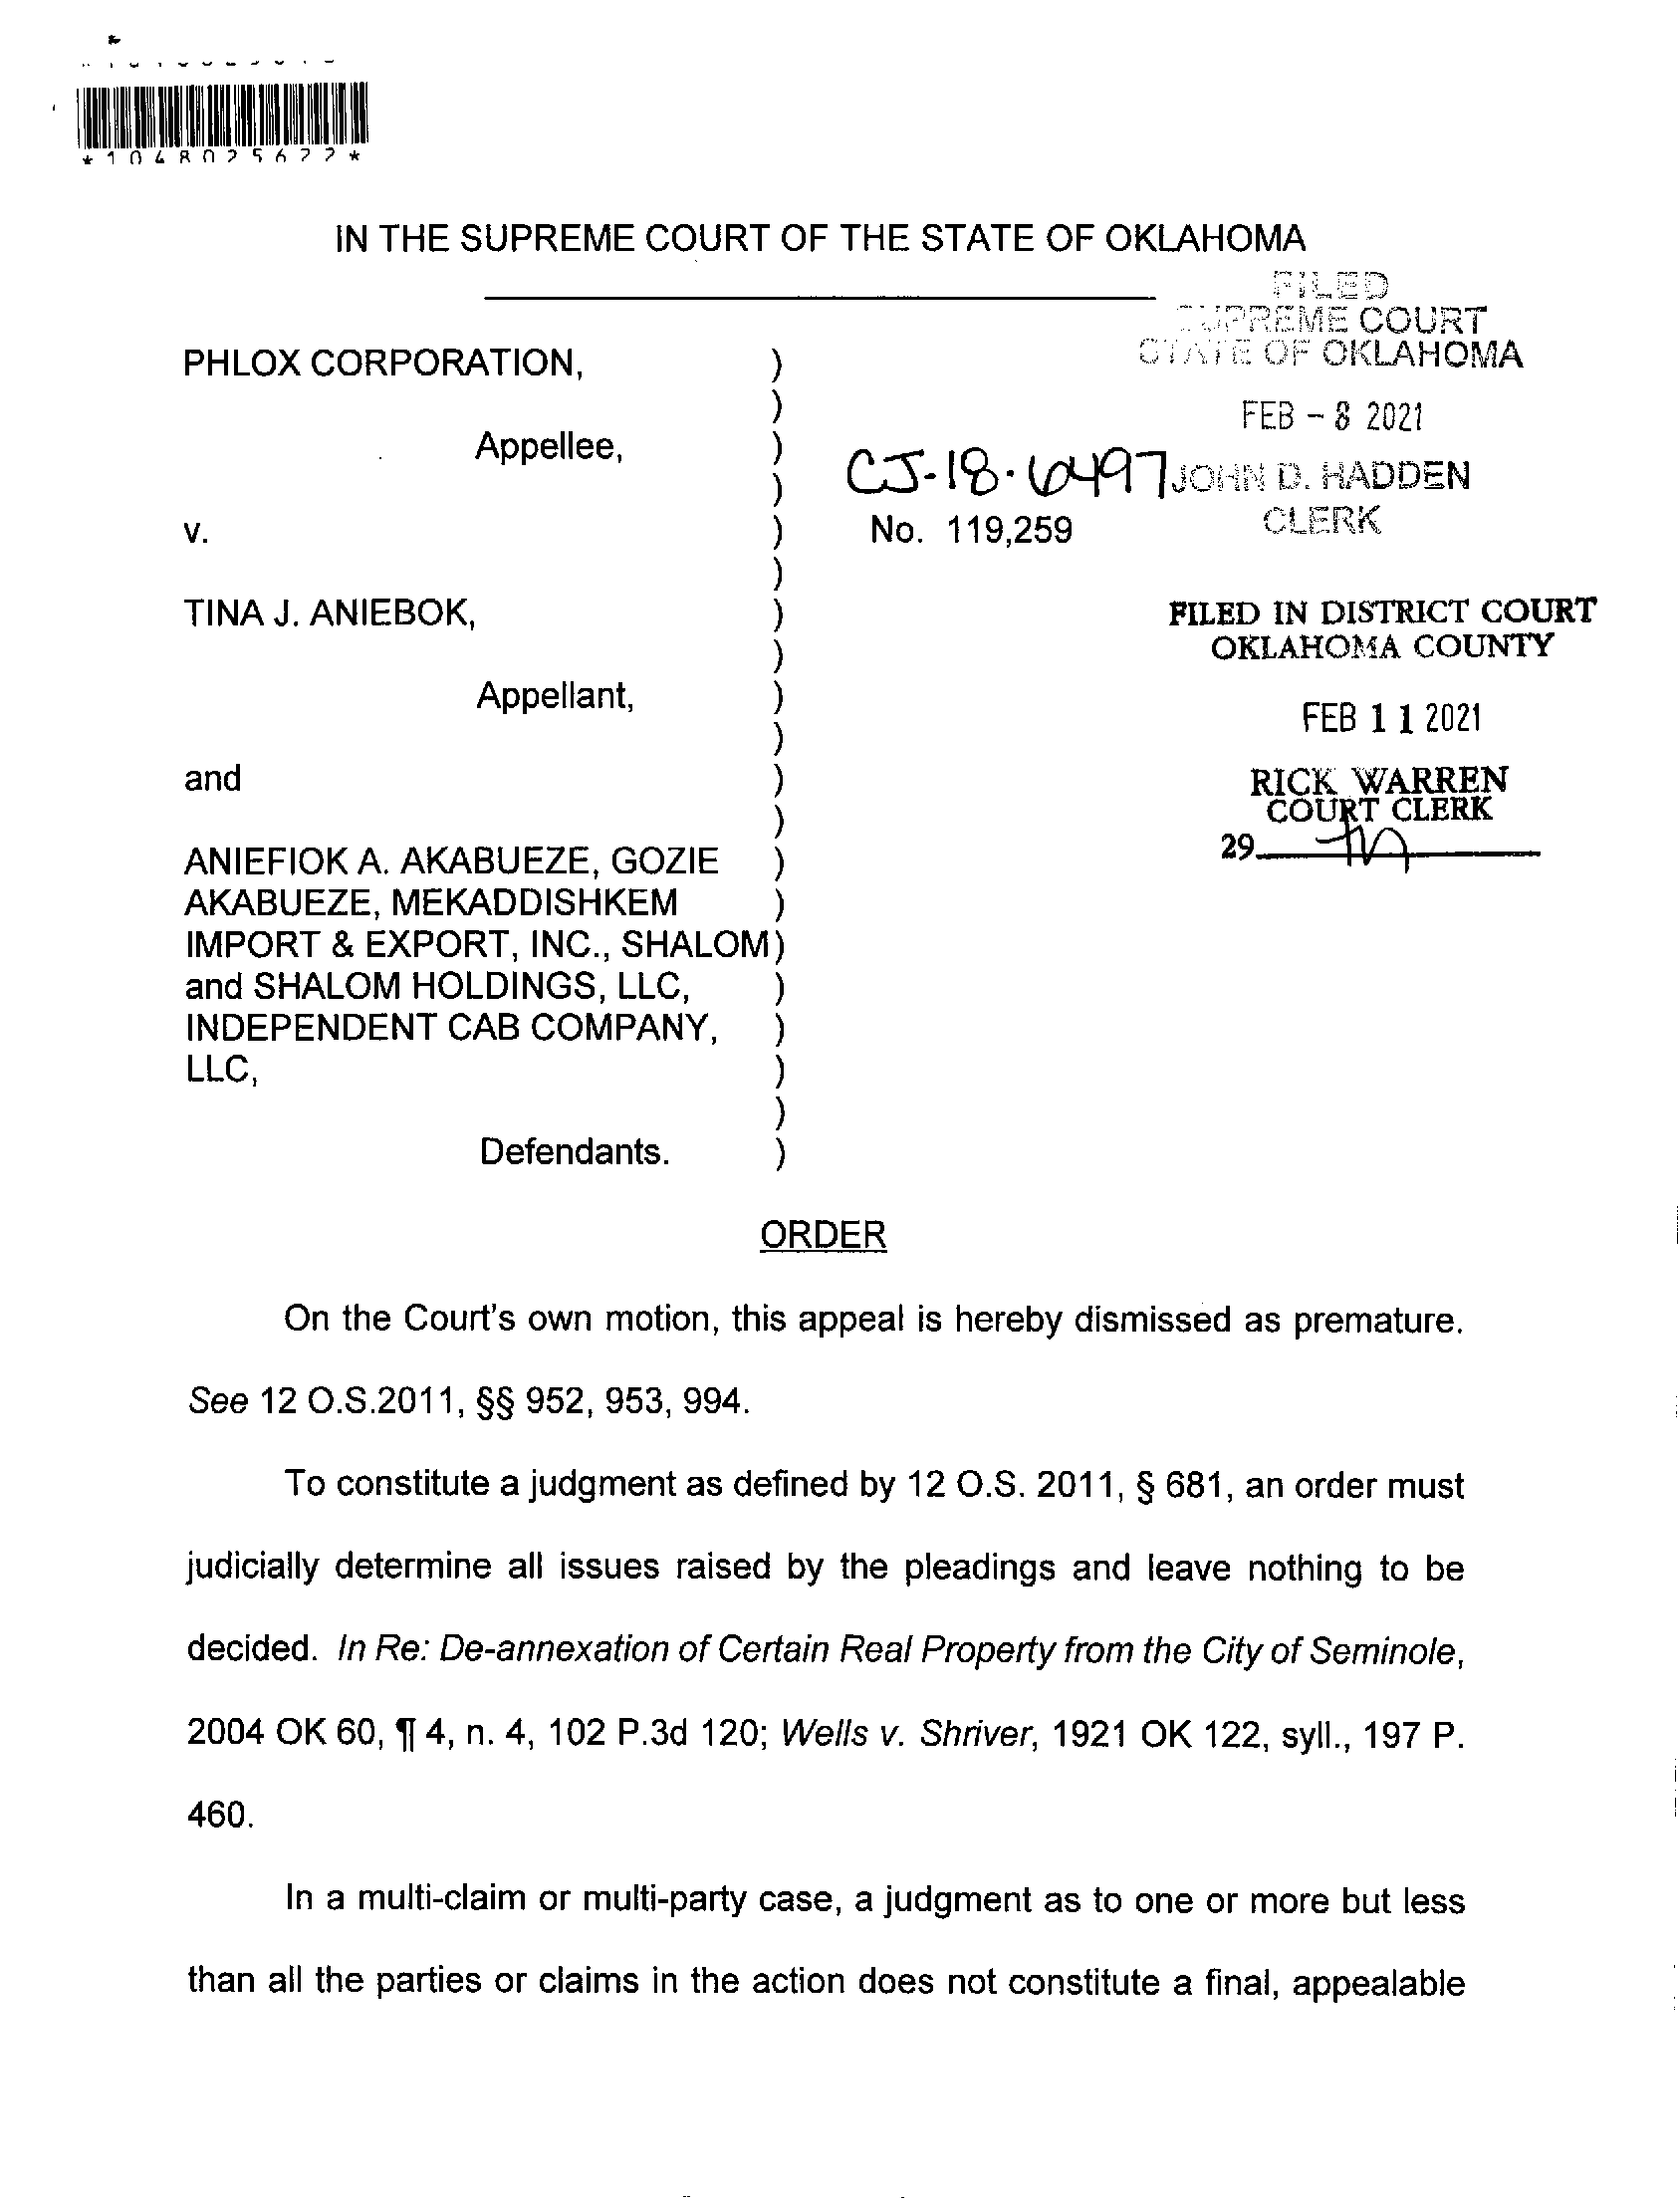 *1048025622*
IN THE SUPREME COURT OF THE STATE OF OKLAHOMA
FILED
SUPREME COURT
STATE OF OKLAHOMA
FEB - 8 2021
JOHN D. HADDEN
CLERK
PHLOX CORPORATION, )
)
Appellee, )
) CJ-18-6497
v. ) No. 119,259
)
TINA J. ANIEBOK, )
)
Appellant, )
)
and )
)
ANIEFIOK A. AKABUEZE, GOZIE )
AKABUEZE, MEKADDISHKEM )
IMPORT & EXPORT, INC., SHALOM )
and SHALOM HOLDINGS, LLC, )
INDEPENDENT CAB COMPANY, )
LLC, )
)
Defendants. )
FILED IN DISTRICT COURT
OKLAHOMA COUNTY
FEB 11 2021
RICK WARREN
COURT CLERK
29
ORDER
On the Court's own motion, this appeal is hereby dismissed as premature.
See 12 O.S.2011, §§ 952, 953, 994.
To constitute a judgment as defined by 12 O.S. 2011, § 681, an order must
judicially determine all issues raised by the pleadings and leave nothing to be
decided. In Re: De-annexation of Certain Real Property from the City of Seminole,
2004 OK 60, ¶ 4, n. 4, 102 P.3d 120; Wells v. Shriver, 1921 OK 122, syll., 197 P.
460.
In a multi-claim or multi-party case, a judgment as to one or more but less
than all the parties or claims in the action does not constitute a final, appealable